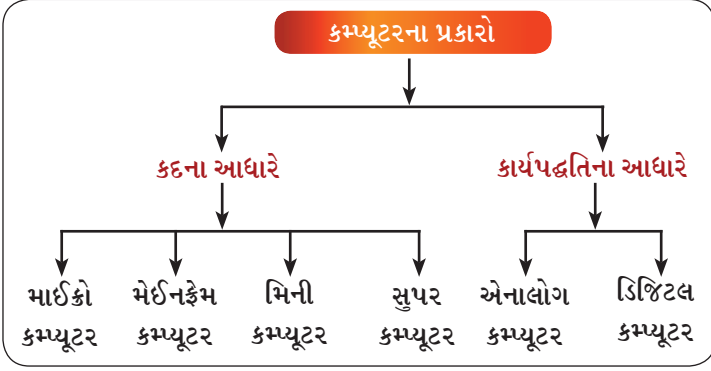 કમ્પ્યૂટરના પ્રકારો
કદના આધારે
કાર્યપદ્ધતિના આધારે
માઈક્રો
કમ્પ્યૂટર
મેઈનફ્રેમ
કમ્પ્યૂટર
મિની
કમ્પ્યૂટર
સુપર
કમ્પ્યૂટર
એનાલોગ
કમ્પ્યૂટર
ડિજિટલ
કમ્પ્યૂટર